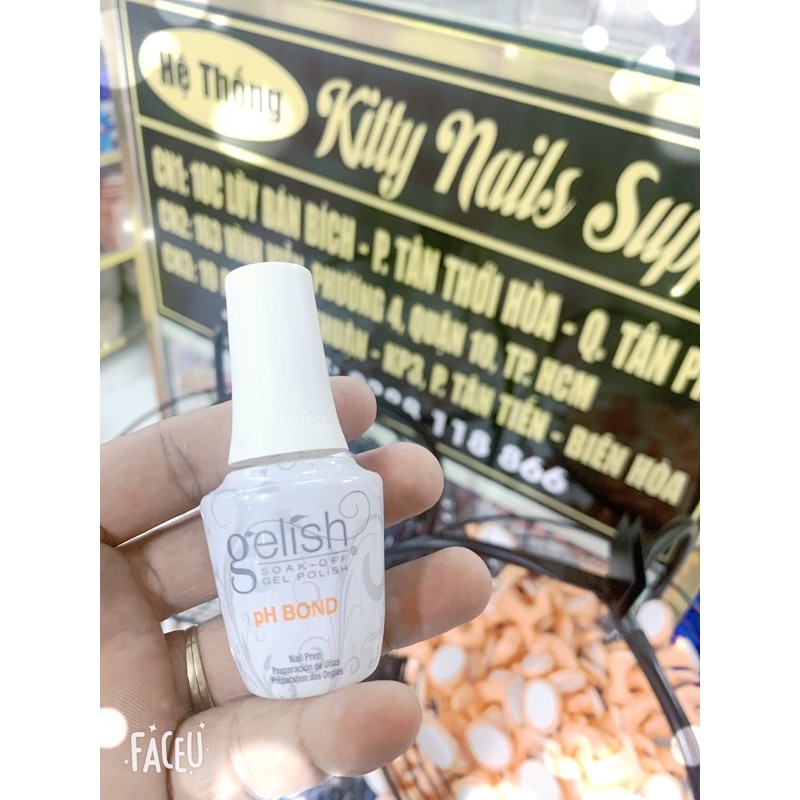 Hệ Thống
Kitty Nails Supp
CN1: 10C LŨY BÁN BÍCH - P. TÂN THỚI HÒA - Q. TÂN P
CN2: 163 VĨNH VIỄN, PHƯỜNG 4, QUẬN 10, TP. HCM
CN3: - KP3, P. TÂN TIẾN - BIÊN HÒA
118 866
gelish®
SOAK-OFF
GEL POLISH
pH BOND
Nail Prep
Preparación de Uñas
Préparation des Ongles
FACEU